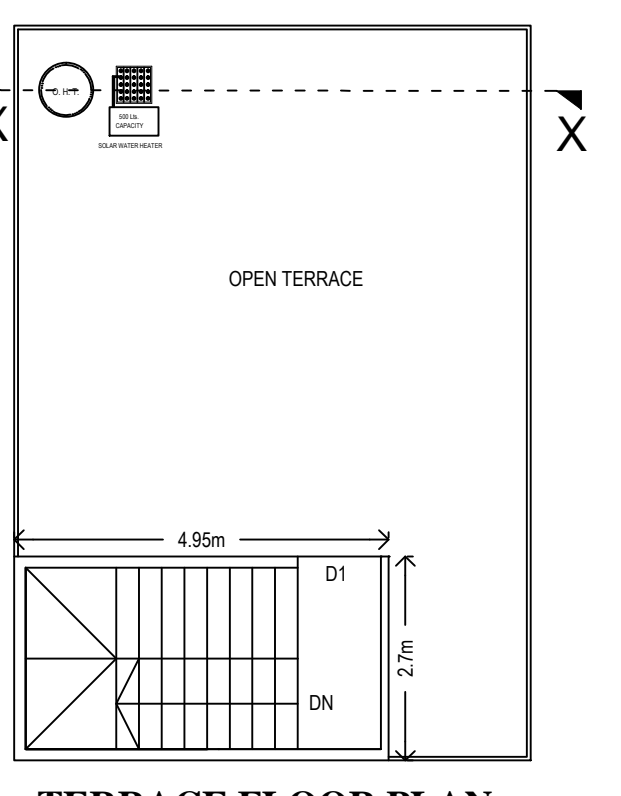 O. H. T.
500 Lts.
CAPACITY
SOLAR WATER HEATER
X
X
OPEN TERRACE
4.95m
D1
2.7m
DN
TERRACE FLOOR PLAN